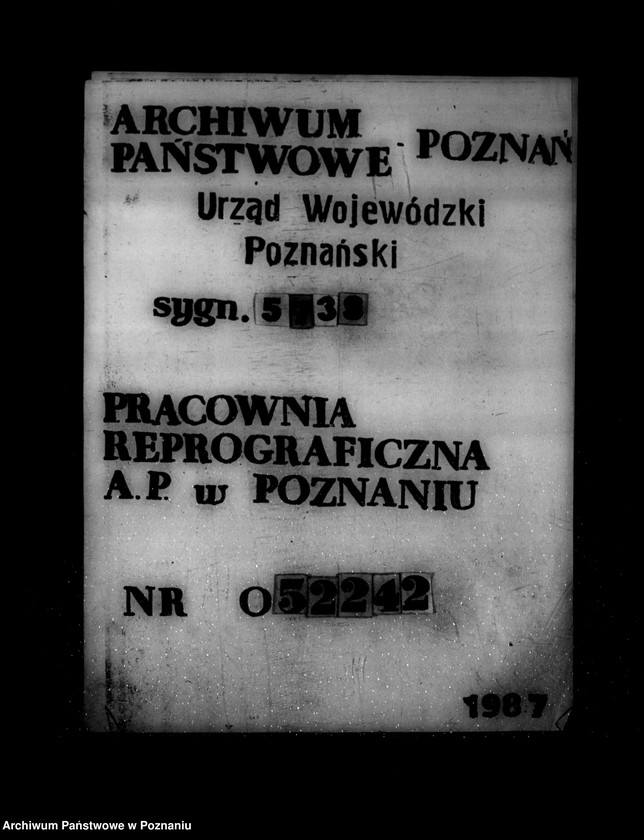 ARCHIWUM
PAŃSTWOWE - POZNAŃ
Urząd Wojewódzki
Poznański
sygn.
PRACOWNIA
REPROGRAFICZNA
A.P. w POZNANIU
NR O52242
1987
Archiwum Państwowe w Poznaniu